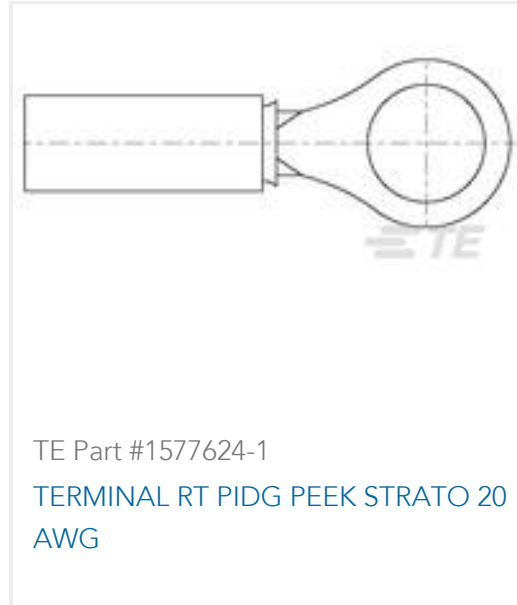 TE
TE Part #1577624-1
TERMINAL RT PIDG PEEK STRATO 20
AWG